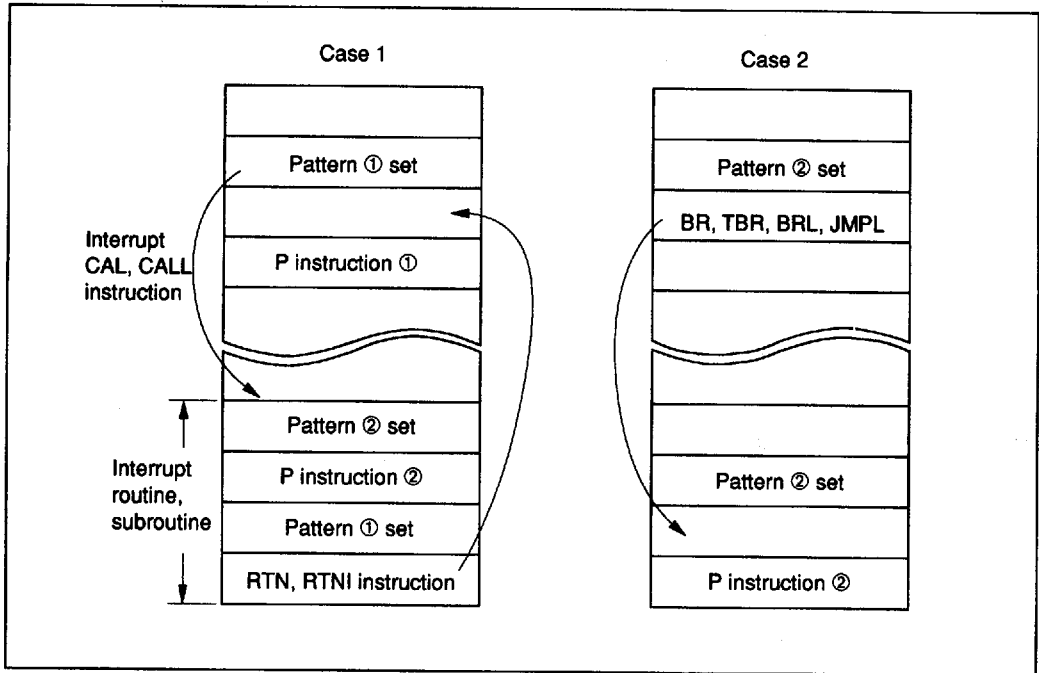 Case 1
Pattern ① set
P instruction ①
Interrupt
CAL, CALL
instruction
Pattern ② set
P instruction ②
Pattern ① set
RTN, RTNI instruction
Interrupt
routine,
subroutine
Case 2
Pattern ② set
BR, TBR, BRL, JMPL
Pattern ② set
P instruction ②